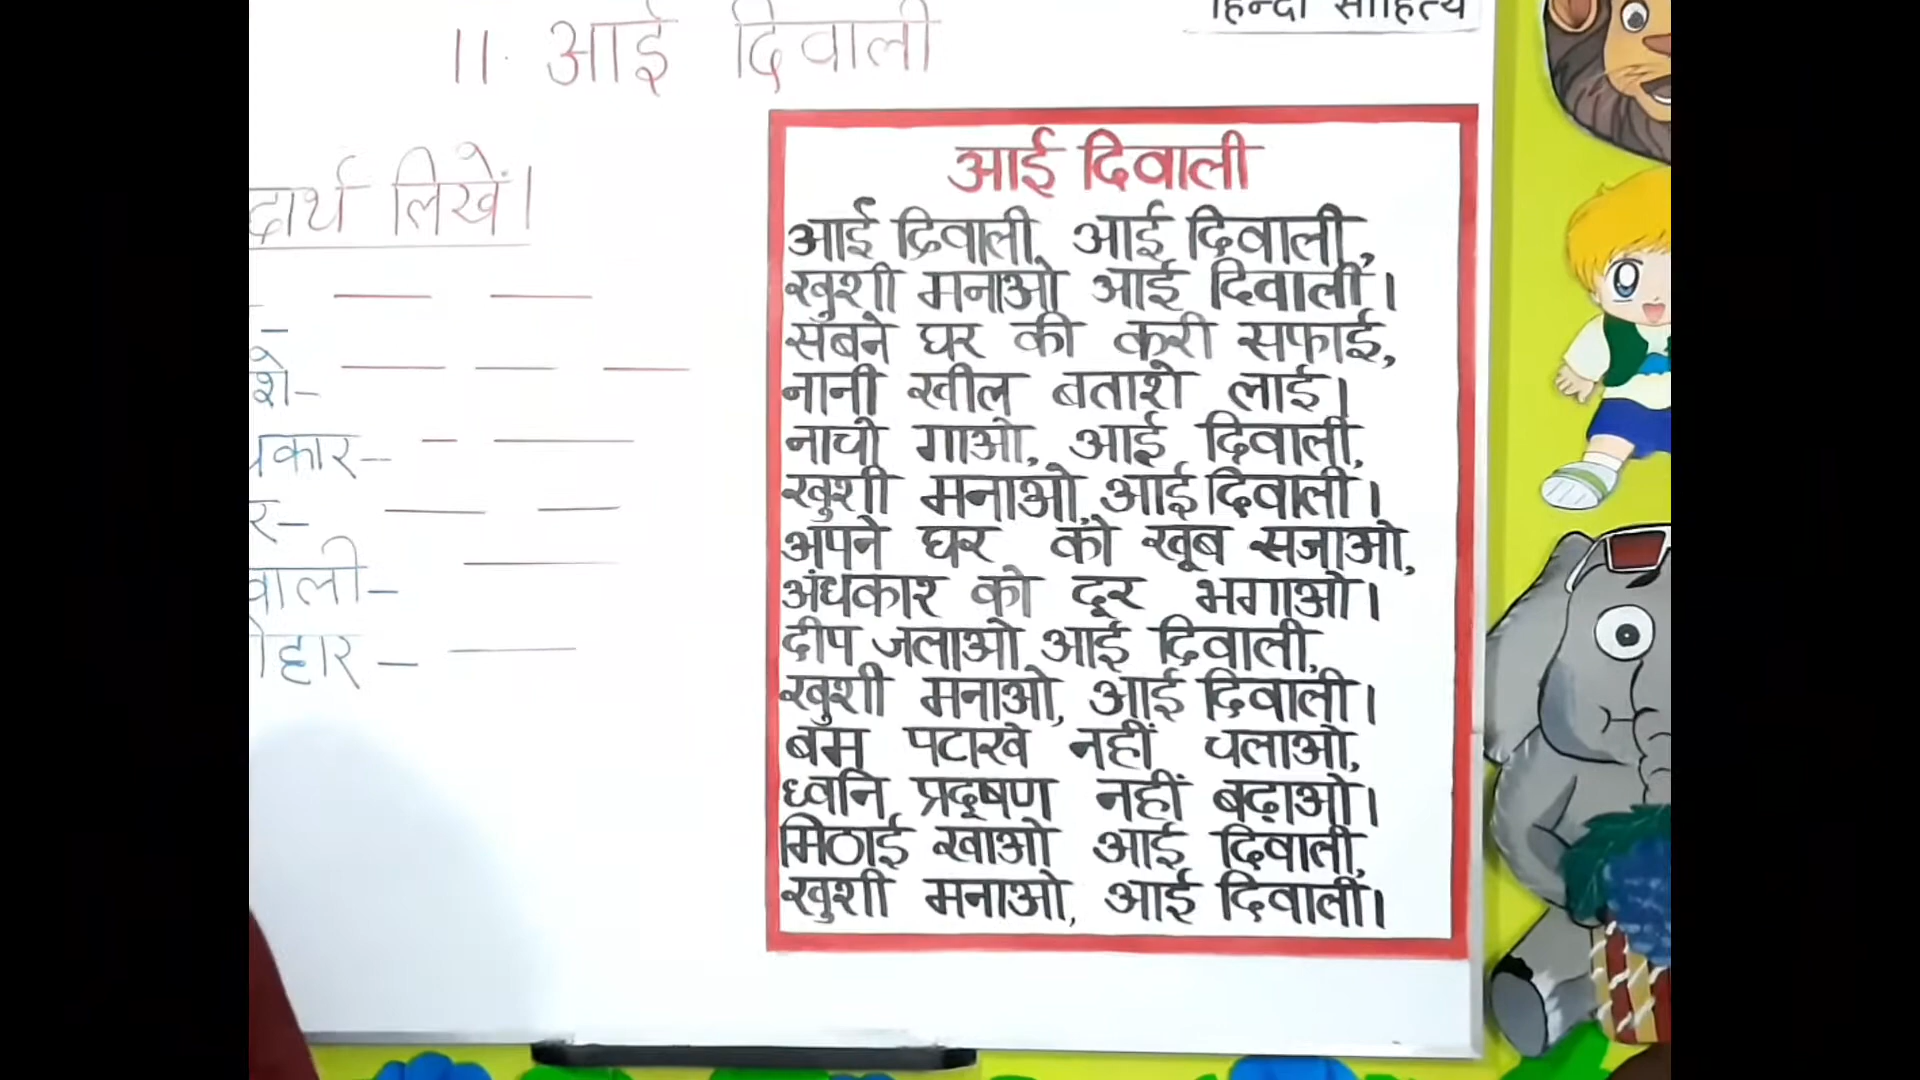 हिन्दी साहित्य
11. आई दिवाली
लिखें।
आई दिवाली
आई दिवाली, आई दिवाली,
खुशी मनाओ आई दिवाली।
सबने घर की करी सफाई,
नानी खील बताशे लाई।
नाचो गाओ, आई दिवाली,
खुशी मनाओ, आई दिवाली।
अपने घर को खूब सजाओ,
अंधकार को दूर भगाओ।
दीप जलाओ आई दिवाली,
खुशी मनाओ, आई दिवाली।
बम पटाखे नहीं चलाओ,
ध्वनि प्रदूषण नहीं बढ़ाओ।
मिठाई खाओ आई दिवाली,
खुशी मनाओ, आई दिवाली।